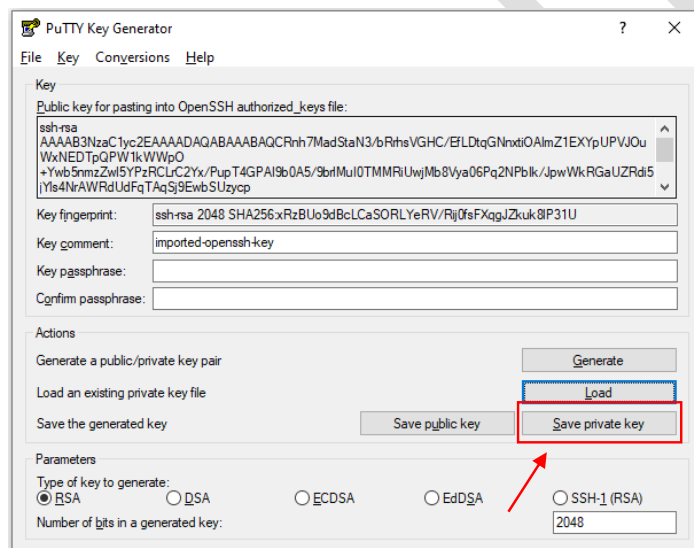 PuTTY Key Generator ? ×
File Key Conversions Help
Key
Public key for pasting into OpenSSH authorized_keys file:
ssh-rsa
AAAAB3NzaC1yc2EAAAADAQABAAABAQCRnh7MadStaN3/bRrhsVGHC/EfLDtqGNnxtiOAlmZ1EXYpUPVJOu
WxNEDTpQPW1kWWpO
+Ywb5nmzZwl5YPzRCLrC2Yx/PupT4GPAI9b0A5/9brlMuI0TMMRiUwjMb8Vya06Pq2NPbIk/JpwWkRGaUZRdi5
jYls4NrAWRdUdFqTAqSj9EwbSUzycp
Key fingerprint: ssh-rsa 2048 SHA256:xRzBUo9dBcLCaSORLYeRV/Rij0fsFXqgJZkuk8lP31U
Key comment: imported-openssh-key
Key passphrase:
Confirm passphrase:
Actions
Generate a public/private key pair Generate
Load an existing private key file Load
Save the generated key Save public key Save private key
Parameters
Type of key to generate:
RSA DSA ECDSA EdDSA SSH-1 (RSA)
Number of bits in a generated key: 2048